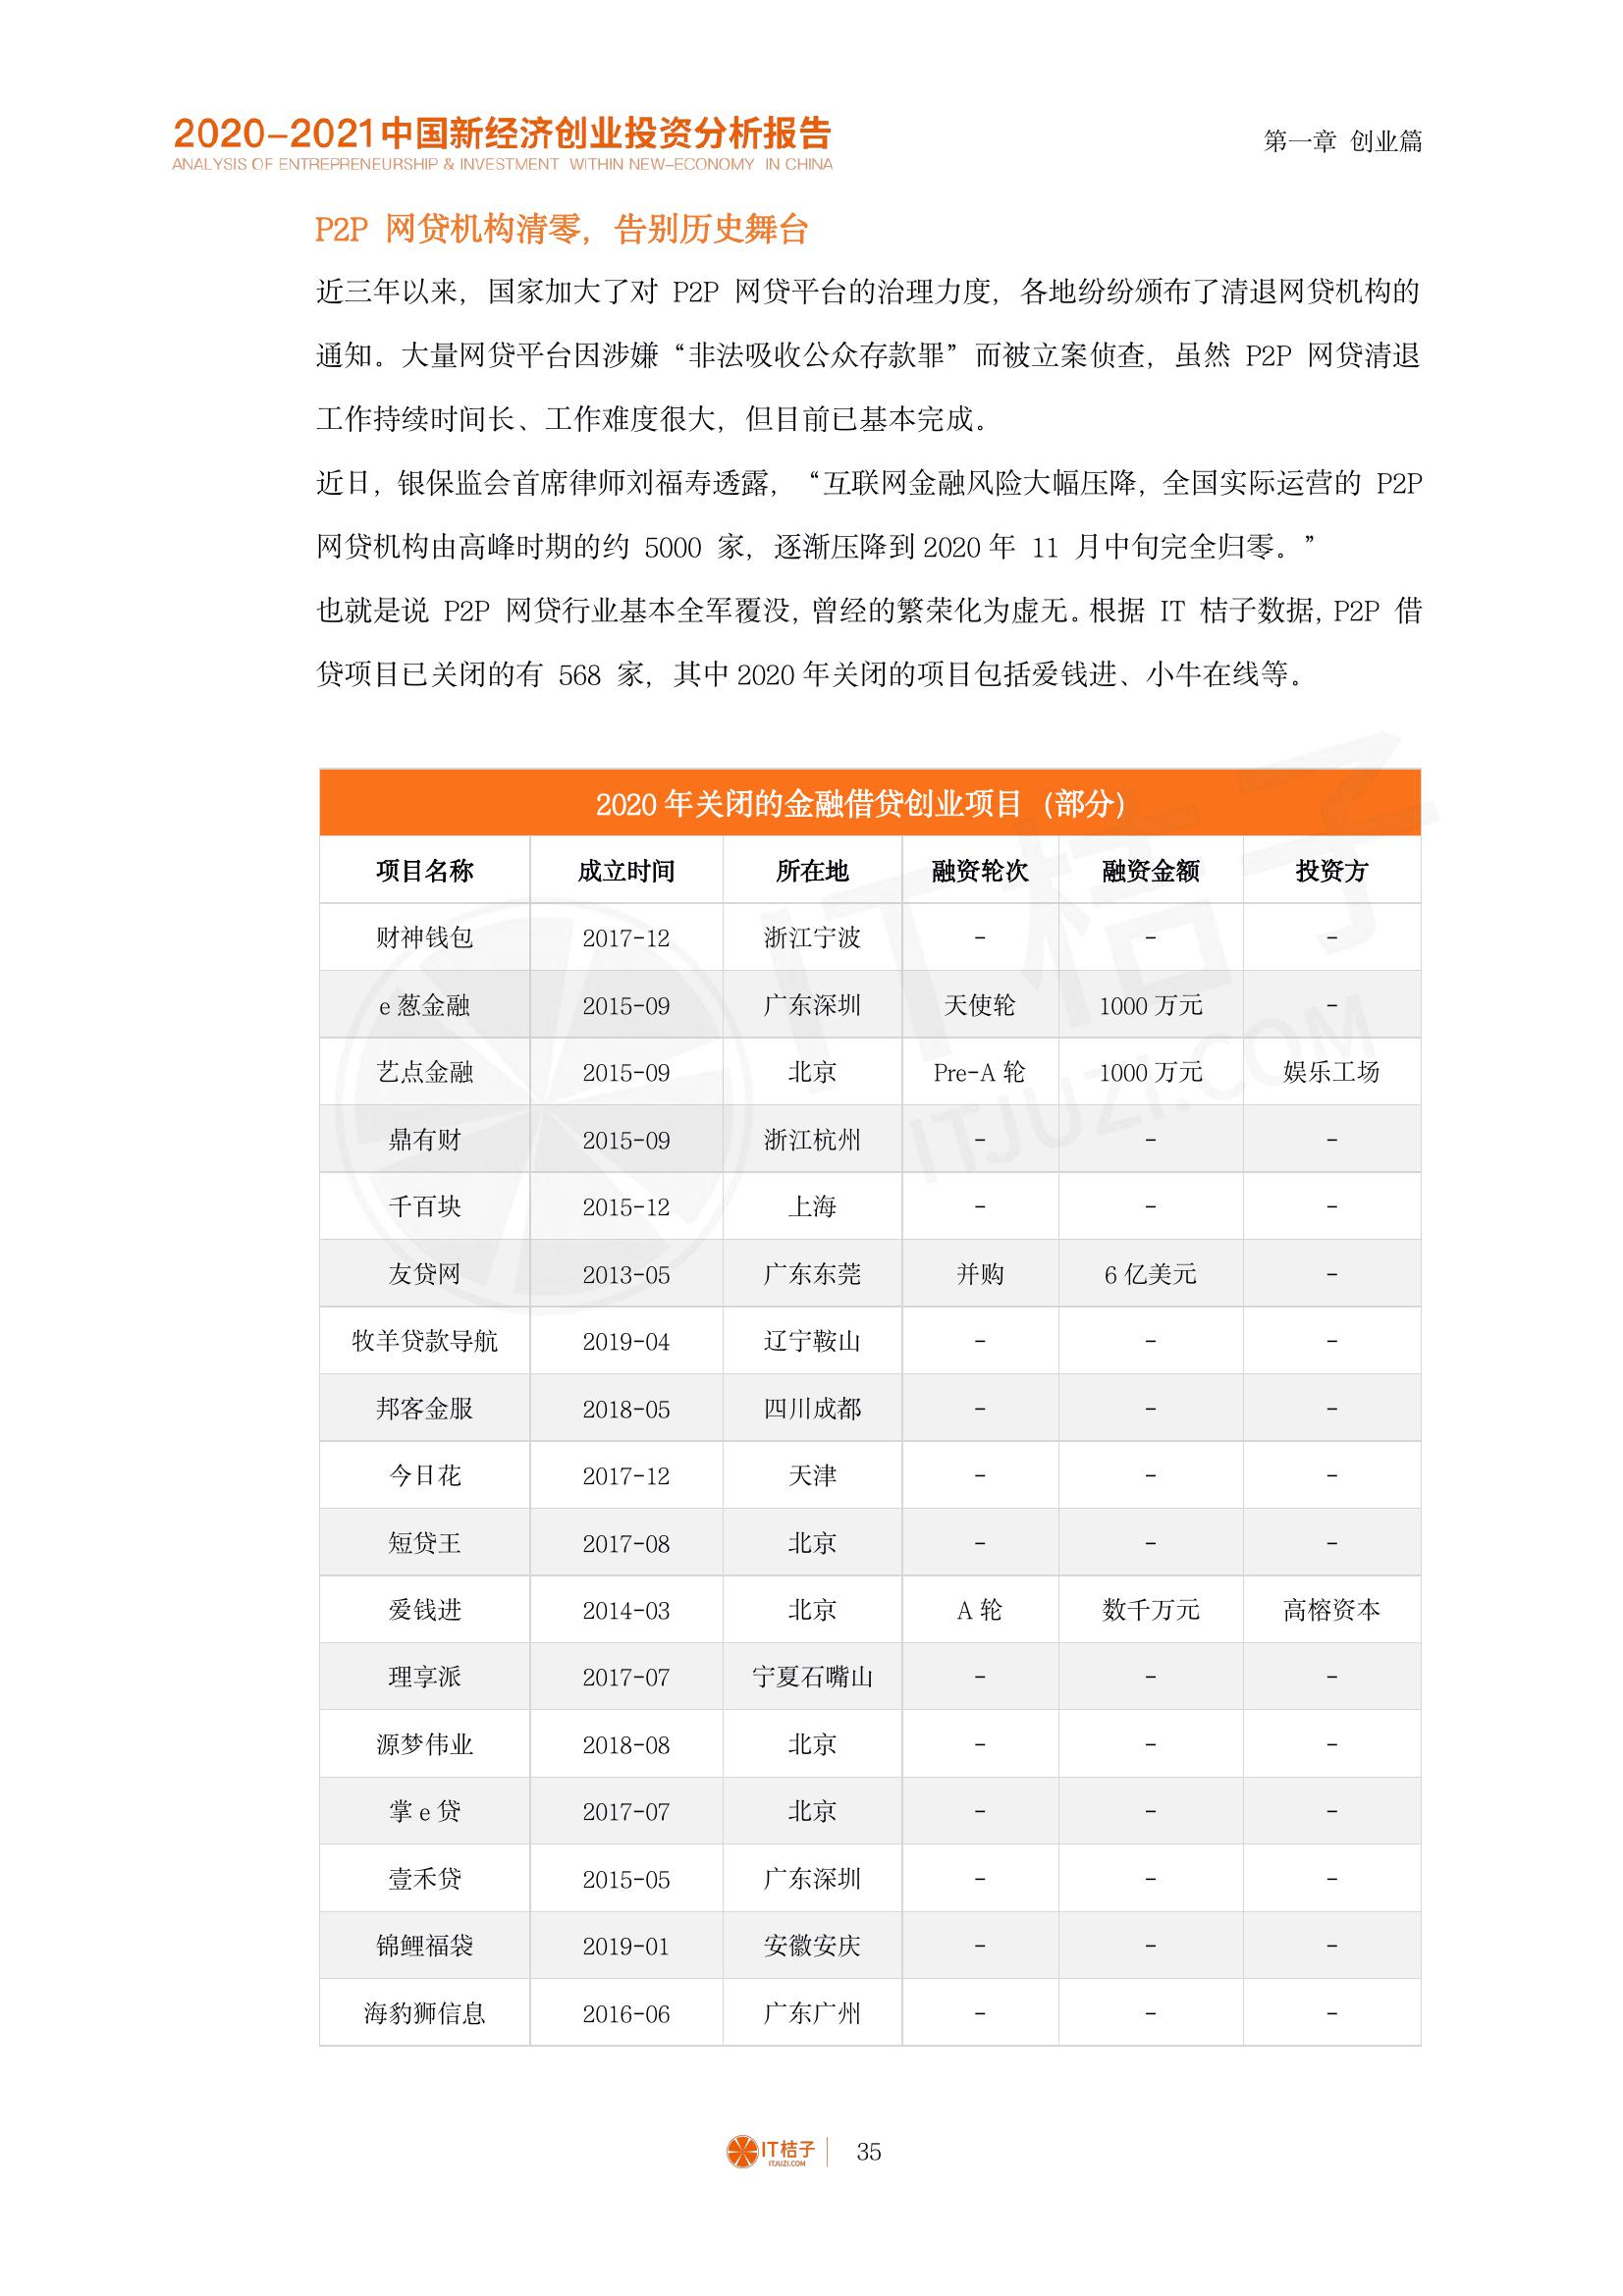 2020-2021中国新经济创业投资分析报告
ANALYSIS OF ENTREPRENEURSHIP & INVESTMENT WITHIN NEW-ECONOMY IN CHINA
第一章 创业篇
P2P 网贷机构清零，告别历史舞台
近三年以来，国家加大了对 P2P 网贷平台的治理力度，各地纷纷颁布了清退网贷机构的
通知。大量网贷平台因涉嫌“非法吸收公众存款罪”而被立案侦查，虽然 P2P 网贷清退
工作持续时间长、工作难度很大，但目前已基本完成。
近日，银保监会首席律师刘福寿透露，“互联网金融风险大幅压降，全国实际运营的 P2P
网贷机构由高峰时期的约 5000 家，逐渐压降到 2020 年 11 月中旬完全归零。”
也就是说 P2P 网贷行业基本全军覆没，曾经的繁荣化为虚无。根据 IT 桔子数据，P2P 借
贷项目已关闭的有 568 家，其中 2020 年关闭的项目包括爱钱进、小牛在线等。
2020 年关闭的金融借贷创业项目（部分）
项目名称 成立时间 所在地 融资轮次 融资金额 投资方
财神钱包 2017-12 浙江宁波 - - -
e 葱金融 2015-09 广东深圳 天使轮 1000 万元 -
艺点金融 2015-09 北京 Pre-A 轮 1000 万元 娱乐工场
鼎有财 2015-09 浙江杭州 - - -
千百块 2015-12 上海 - - -
友贷网 2013-05 广东东莞 并购 6 亿美元 -
牧羊贷款导航 2019-04 辽宁鞍山 - - -
邦客金服 2018-05 四川成都 - - -
今日花 2017-12 天津 - - -
短贷王 2017-08 北京 - - -
爱钱进 2014-03 北京 A 轮 数千万元 高榕资本
理享派 2017-07 宁夏石嘴山 - - -
源梦伟业 2018-08 北京 - - -
掌 e 贷 2017-07 北京 - - -
壹禾贷 2015-05 广东深圳 - - -
锦鲤福袋 2019-01 安徽安庆 - - -
海豹狮信息 2016-06 广东广州 - - -
IT桔子
ITJUZI.COM
IT桔子
ITJUZI.COM
35